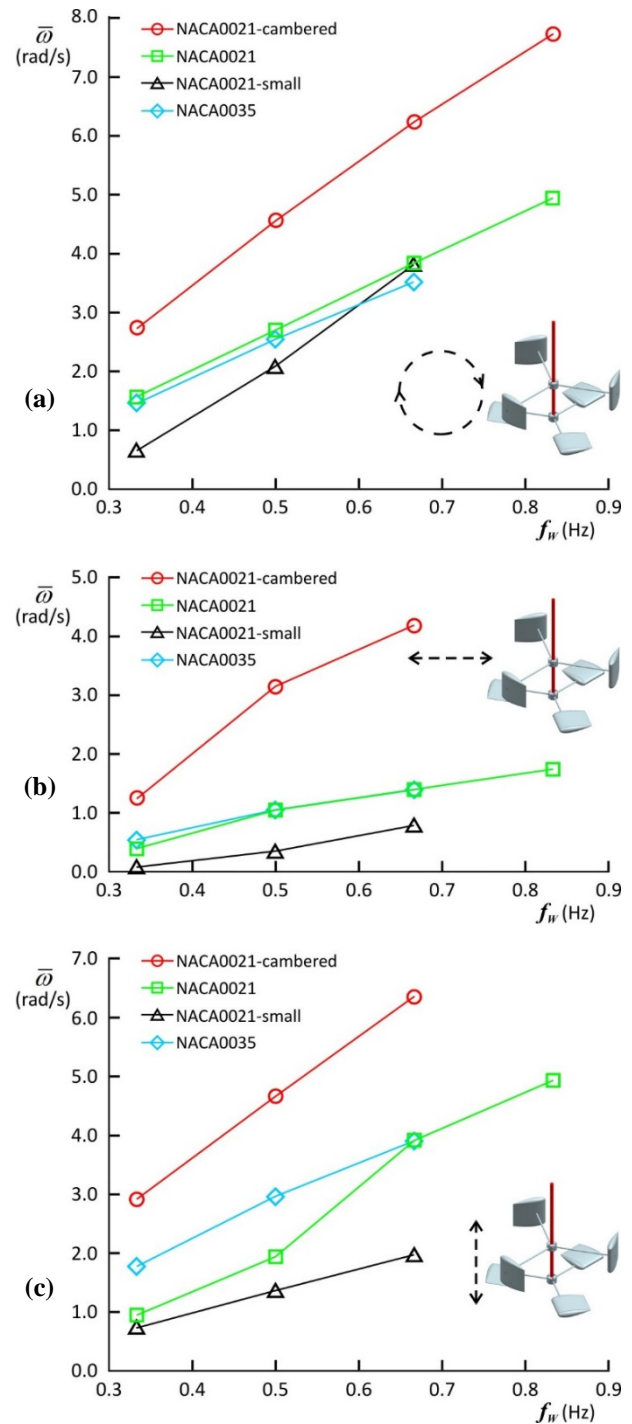 8.0
ω̅
(rad/s)
7.0
6.0
5.0
4.0
3.0
2.0
1.0
0.0
NACA0021-cambered
NACA0021
NACA0021-small
NACA0035
(a)
0.3 0.4 0.5 0.6 0.7 0.8 0.9
f_W (Hz)
5.0
ω̅
(rad/s)
4.0
3.0
2.0
1.0
0.0
NACA0021-cambered
NACA0021
NACA0021-small
NACA0035
(b)
0.3 0.4 0.5 0.6 0.7 0.8 0.9
f_W (Hz)
7.0
ω̅
(rad/s)
6.0
5.0
4.0
3.0
2.0
1.0
0.0
NACA0021-cambered
NACA0021
NACA0021-small
NACA0035
(c)
0.3 0.4 0.5 0.6 0.7 0.8 0.9
f_W (Hz)